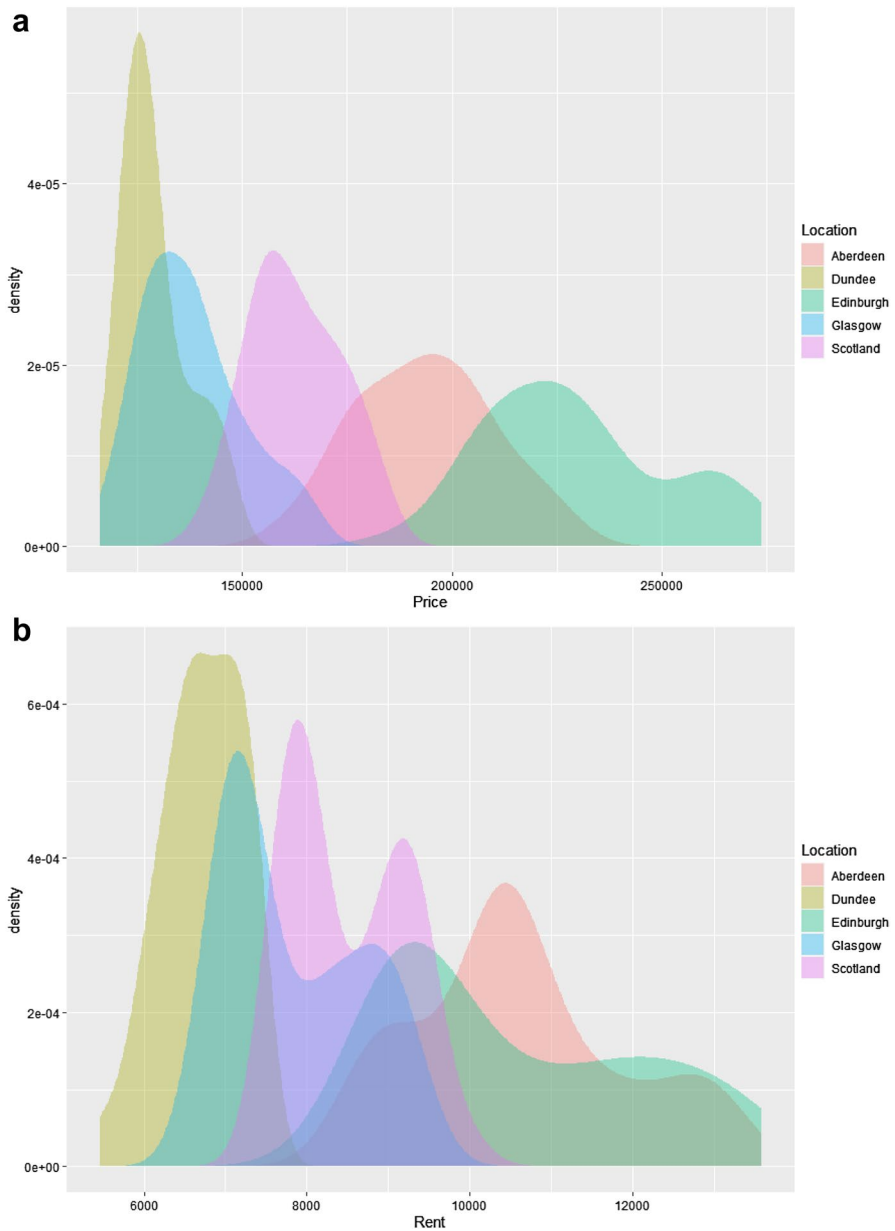 a
4e-05
2e-05
0e+00
density
150000 200000 250000
Price
Location
Aberdeen
Dundee
Edinburgh
Glasgow
Scotland
b
6e-04
4e-04
2e-04
0e+00
density
6000 8000 10000 12000
Rent
Location
Aberdeen
Dundee
Edinburgh
Glasgow
Scotland